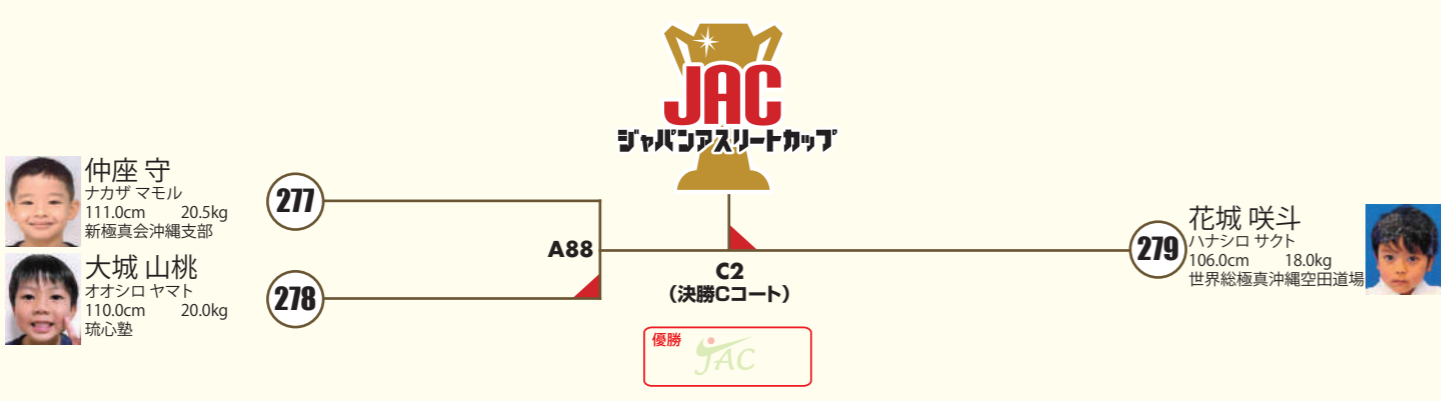 JAC
ジャパンアスリートカップ
仲座 守
ナカザ マモル
111.0cm 20.5kg
新極真会沖縄支部
277
大城 山桃
オオシロ ヤマト
110.0cm 20.0kg
琉心塾
278
A88
C2
（決勝Cコート）
279
花城 咲斗
ハナシロ サクト
106.0cm 18.0kg
世界総極真沖縄空田道場
優勝
JAC